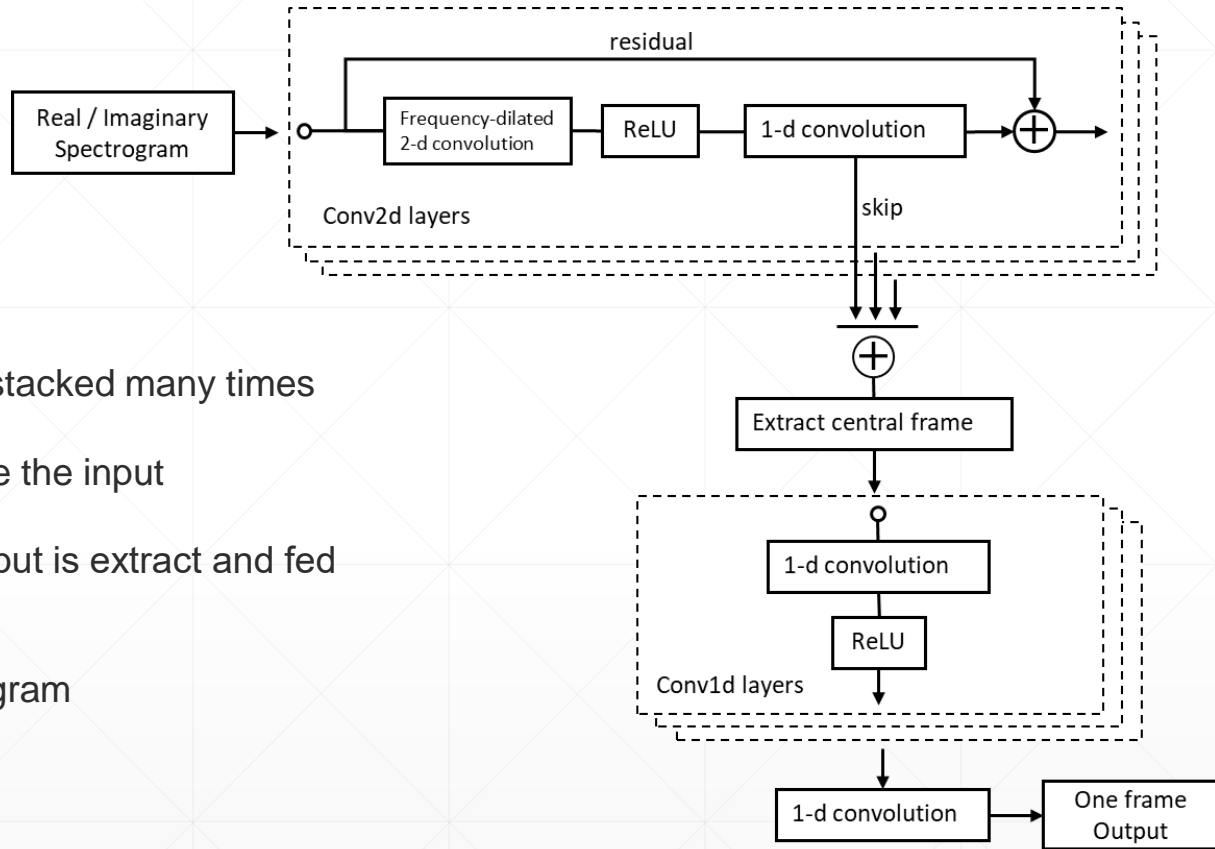 residual
Real / Imaginary
Spectrogram
Frequency-dilated
2-d convolution
ReLU
1-d convolution
Conv2d layers
skip
stacked many times
e the input
Extract central frame
put is extract and fed
1-d convolution
ReLU
gram
Conv1d layers
1-d convolution
One frame
Output